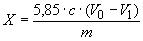 X = 5,85 · c · (V₀ − V₁) / m